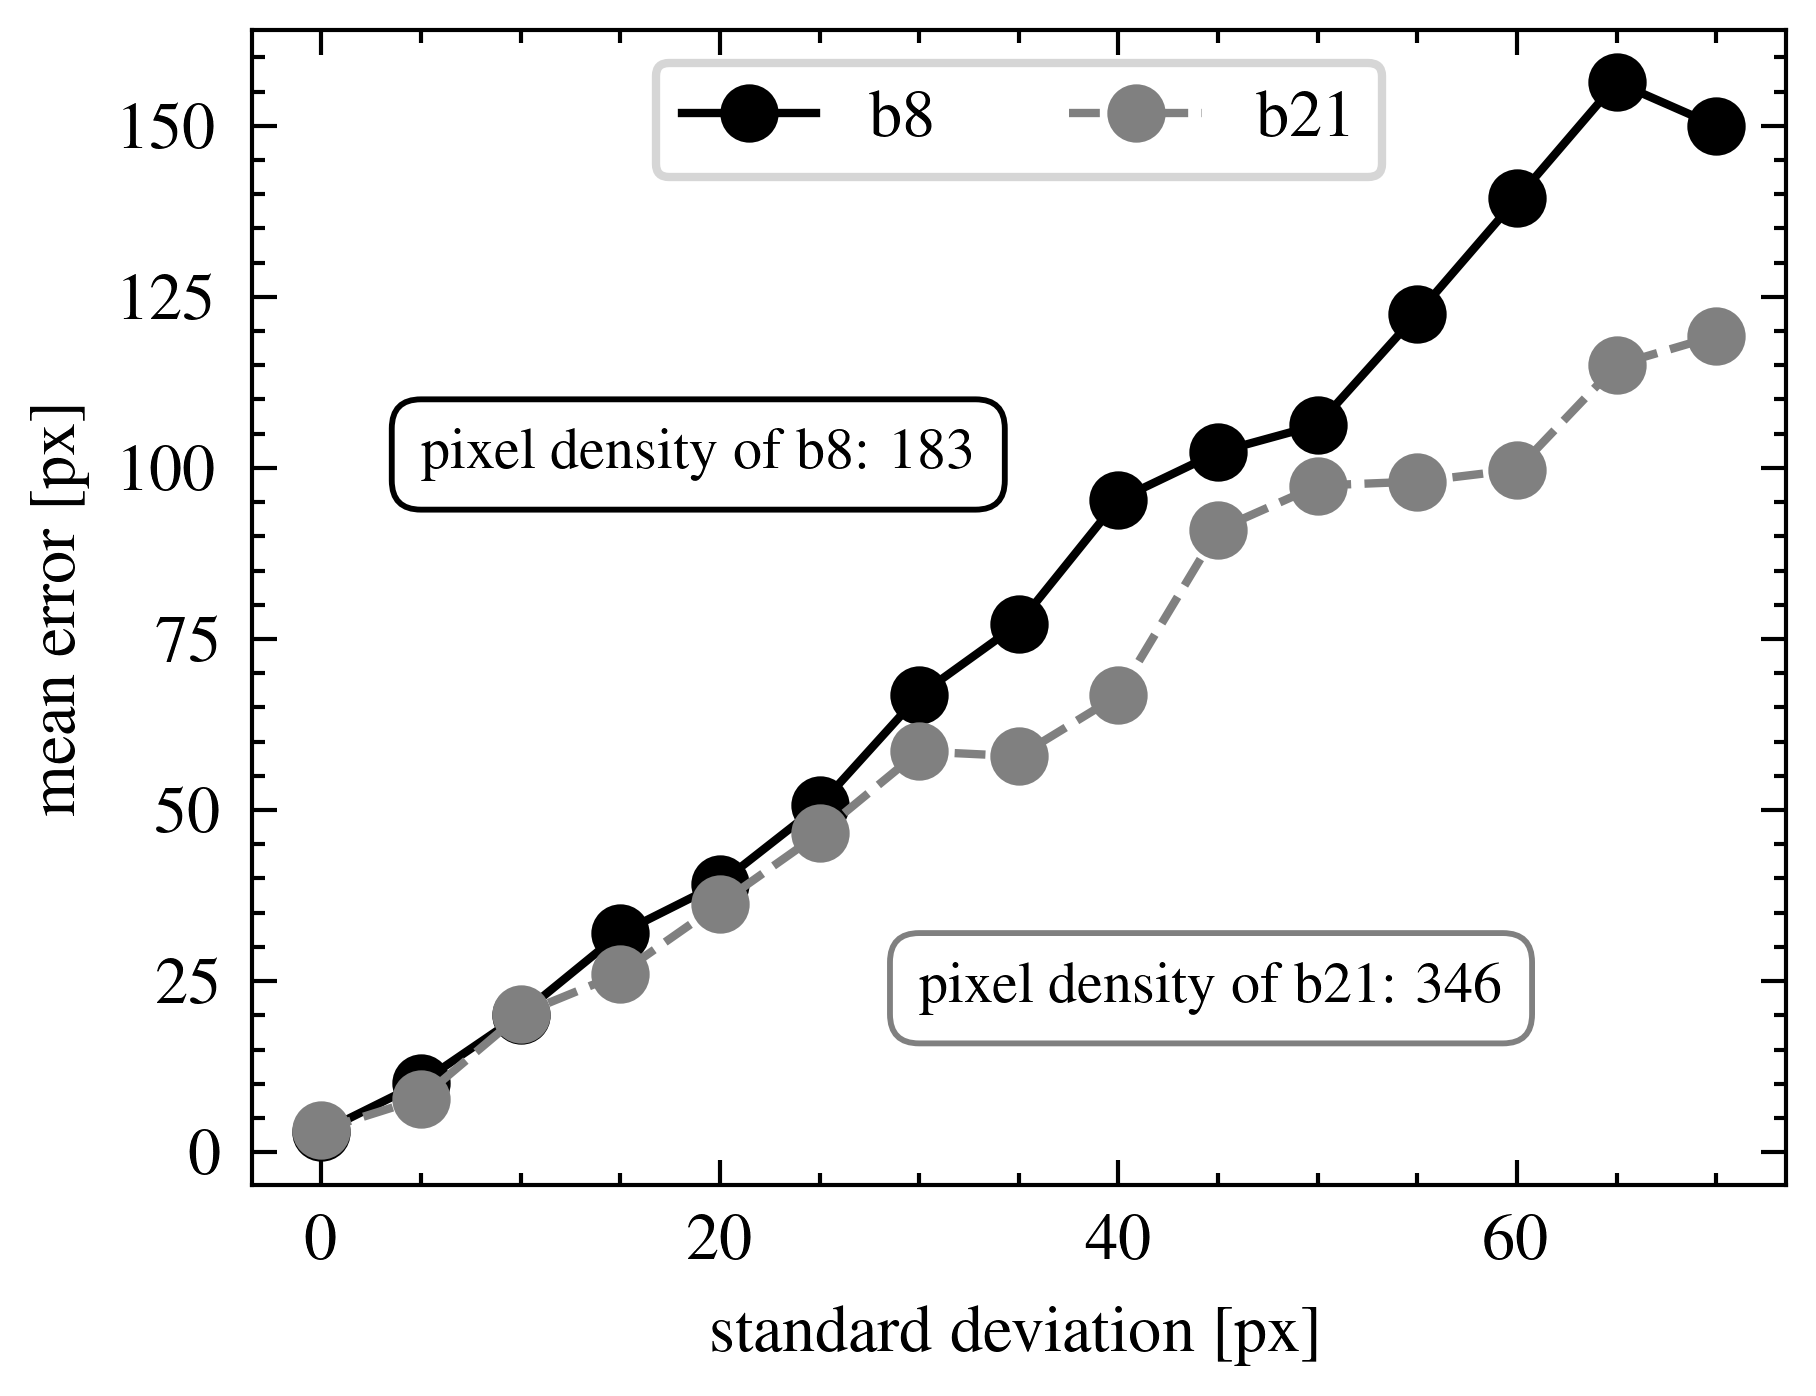 b8 b21
150
125
100
75
50
25
0
mean error [px]
pixel density of b8: 183
pixel density of b21: 346
0 20 40 60
standard deviation [px]